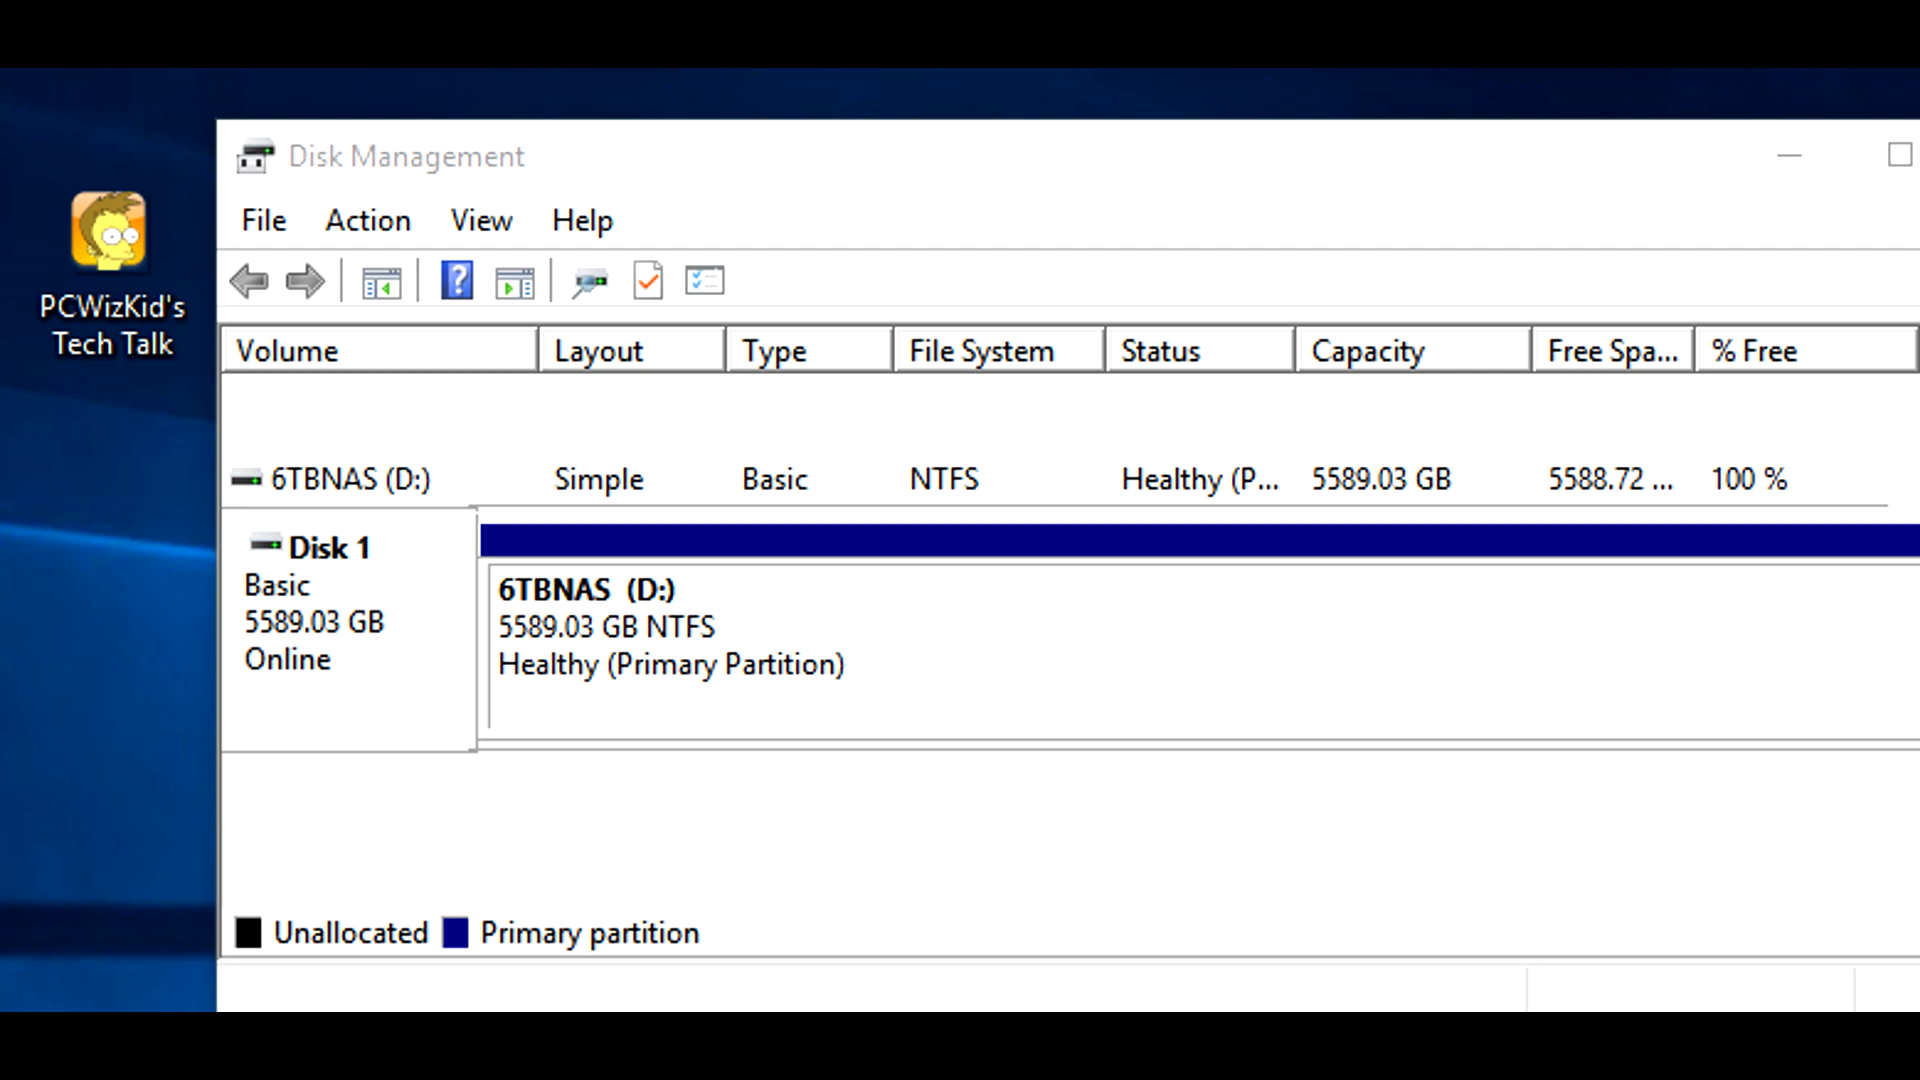 Disk Management
File Action View Help
PCWizKid's
Tech Talk
Volume Layout Type File System Status Capacity Free Spa... % Free
6TBNAS (D:) Simple Basic NTFS Healthy (P... 5589.03 GB 5588.72 ... 100 %
Disk 1
Basic
5589.03 GB
Online
6TBNAS (D:)
5589.03 GB NTFS
Healthy (Primary Partition)
Unallocated Primary partition